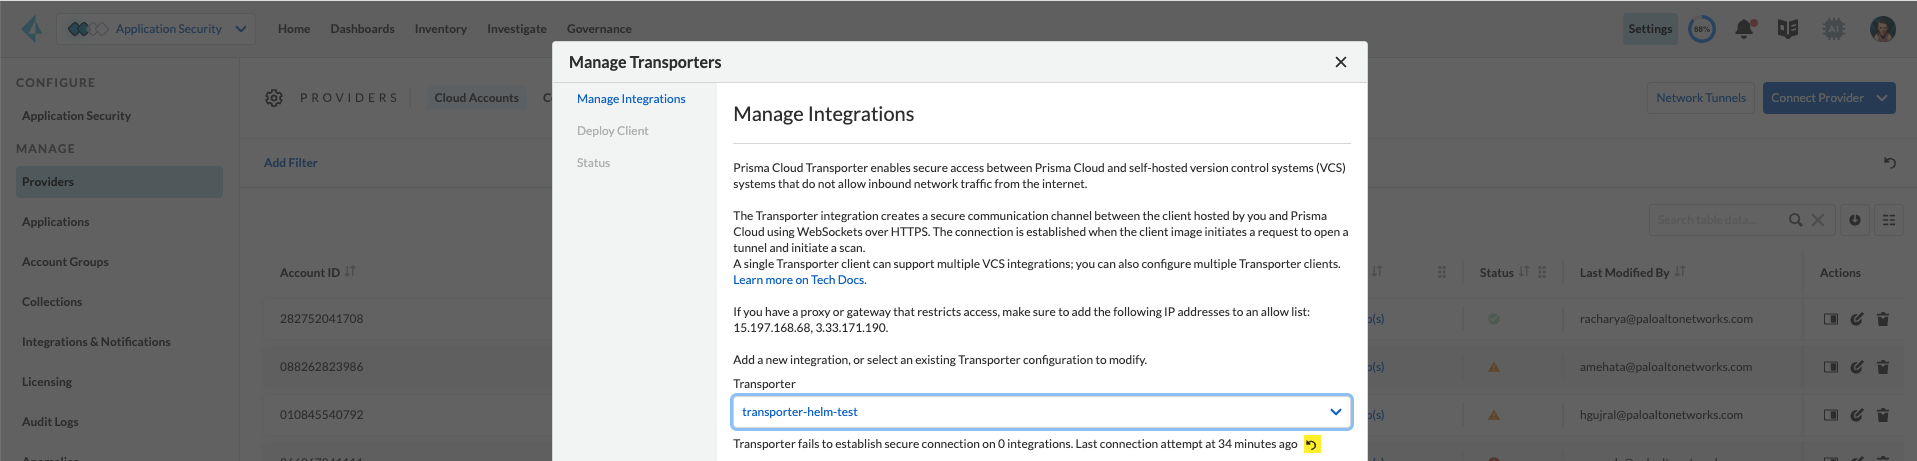 Application Security
Home
Dashboards
Inventory
Investigate
Governance
Settings
88%
AI
Manage Transporters
CONFIGURE
Application Security
MANAGE
Providers
Applications
Account Groups
Collections
Integrations & Notifications
Licensing
Audit Logs
PROVIDERS
Cloud Accounts
Network Tunnels
Connect Provider
Add Filter
Search table data...
Account ID
Status
Last Modified By
Actions
282752041708
(s)
racharya@paloaltonetworks.com
088262823986
(s)
amehata@paloaltonetworks.com
010845540792
(s)
hgujral@paloaltonetworks.com
Manage Integrations
Deploy Client
Status
Manage Integrations
Prisma Cloud Transporter enables secure access between Prisma Cloud and self-hosted version control systems (VCS)
systems that do not allow inbound network traffic from the internet.
The Transporter integration creates a secure communication channel between the client hosted by you and Prisma
Cloud using WebSockets over HTTPS. The connection is established when the client image initiates a request to open a
tunnel and initiate a scan.
A single Transporter client can support multiple VCS integrations; you can also configure multiple Transporter clients.
Learn more on Tech Docs.
If you have a proxy or gateway that restricts access, make sure to add the following IP addresses to an allow list:
15.197.168.68, 3.33.171.190.
Add a new integration, or select an existing Transporter configuration to modify.
Transporter
transporter-helm-test
Transporter fails to establish secure connection on 0 integrations. Last connection attempt at 34 minutes ago